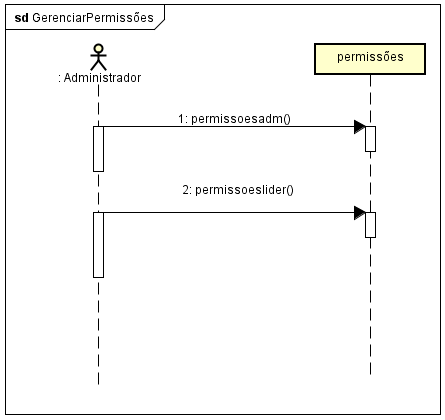 sd GerenciarPermissões
: Administrador
permissões
1: permissoesadm()
2: permissoeslider()